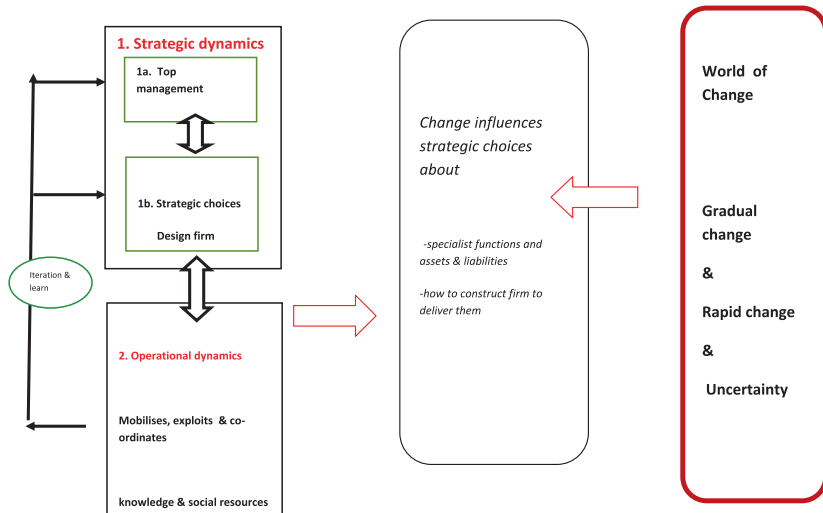 1. Strategic dynamics
1a. Top
management
1b. Strategic choices
Design firm
Iteration &
learn
2. Operational dynamics
Mobilises, exploits & co-
ordinates
knowledge & social resources
Change influences
strategic choices
about
-specialist functions and
assets & liabilities
-how to construct firm to
deliver them
World of
Change
Gradual
change
&
Rapid change
&
Uncertainty